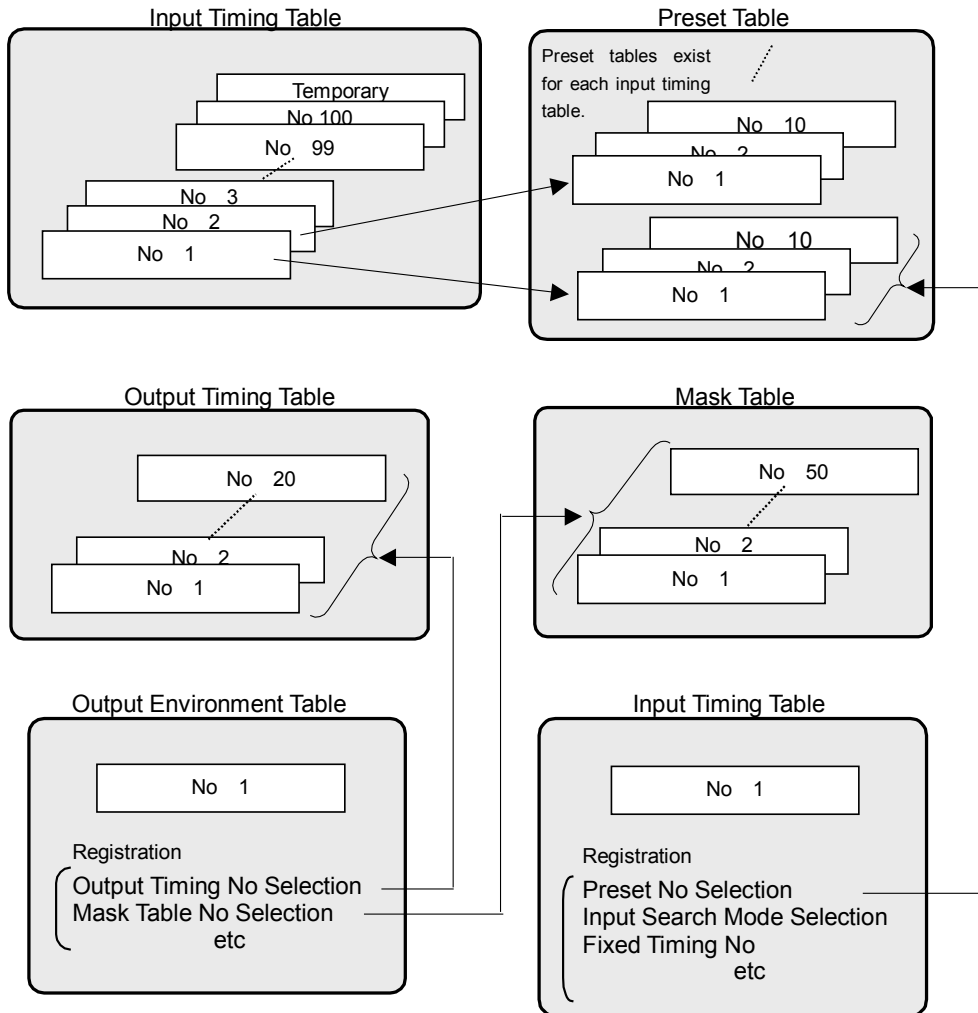 Input Timing Table
Temporary
No 100
No 99
No 3
No 2
No 1
Preset Table
Preset tables exist
for each input timing
table.
No 10
No 2
No 1
No 10
No 2
No 1
Output Timing Table
No 20
No 2
No 1
Mask Table
No 50
No 2
No 1
Output Environment Table
No 1
Registration
Output Timing No Selection
Mask Table No Selection
etc
Input Timing Table
No 1
Registration
Preset No Selection
Input Search Mode Selection
Fixed Timing No
etc